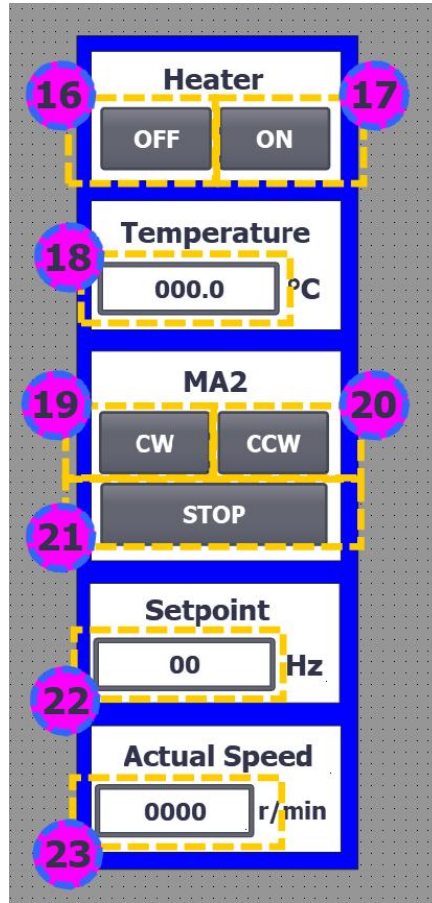 16 Heater 17
OFF ON
Temperature
18
000.0 °C
MA2
19 20
CW CCW
STOP
21
Setpoint
00 Hz
22
Actual Speed
0000 r/min
23